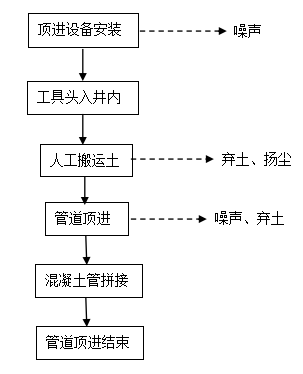 顶进设备安装
噪声
工具头入井内
人工搬运土
弃土、扬尘
管道顶进
噪声、弃土
混凝土管拼接
管道顶进结束